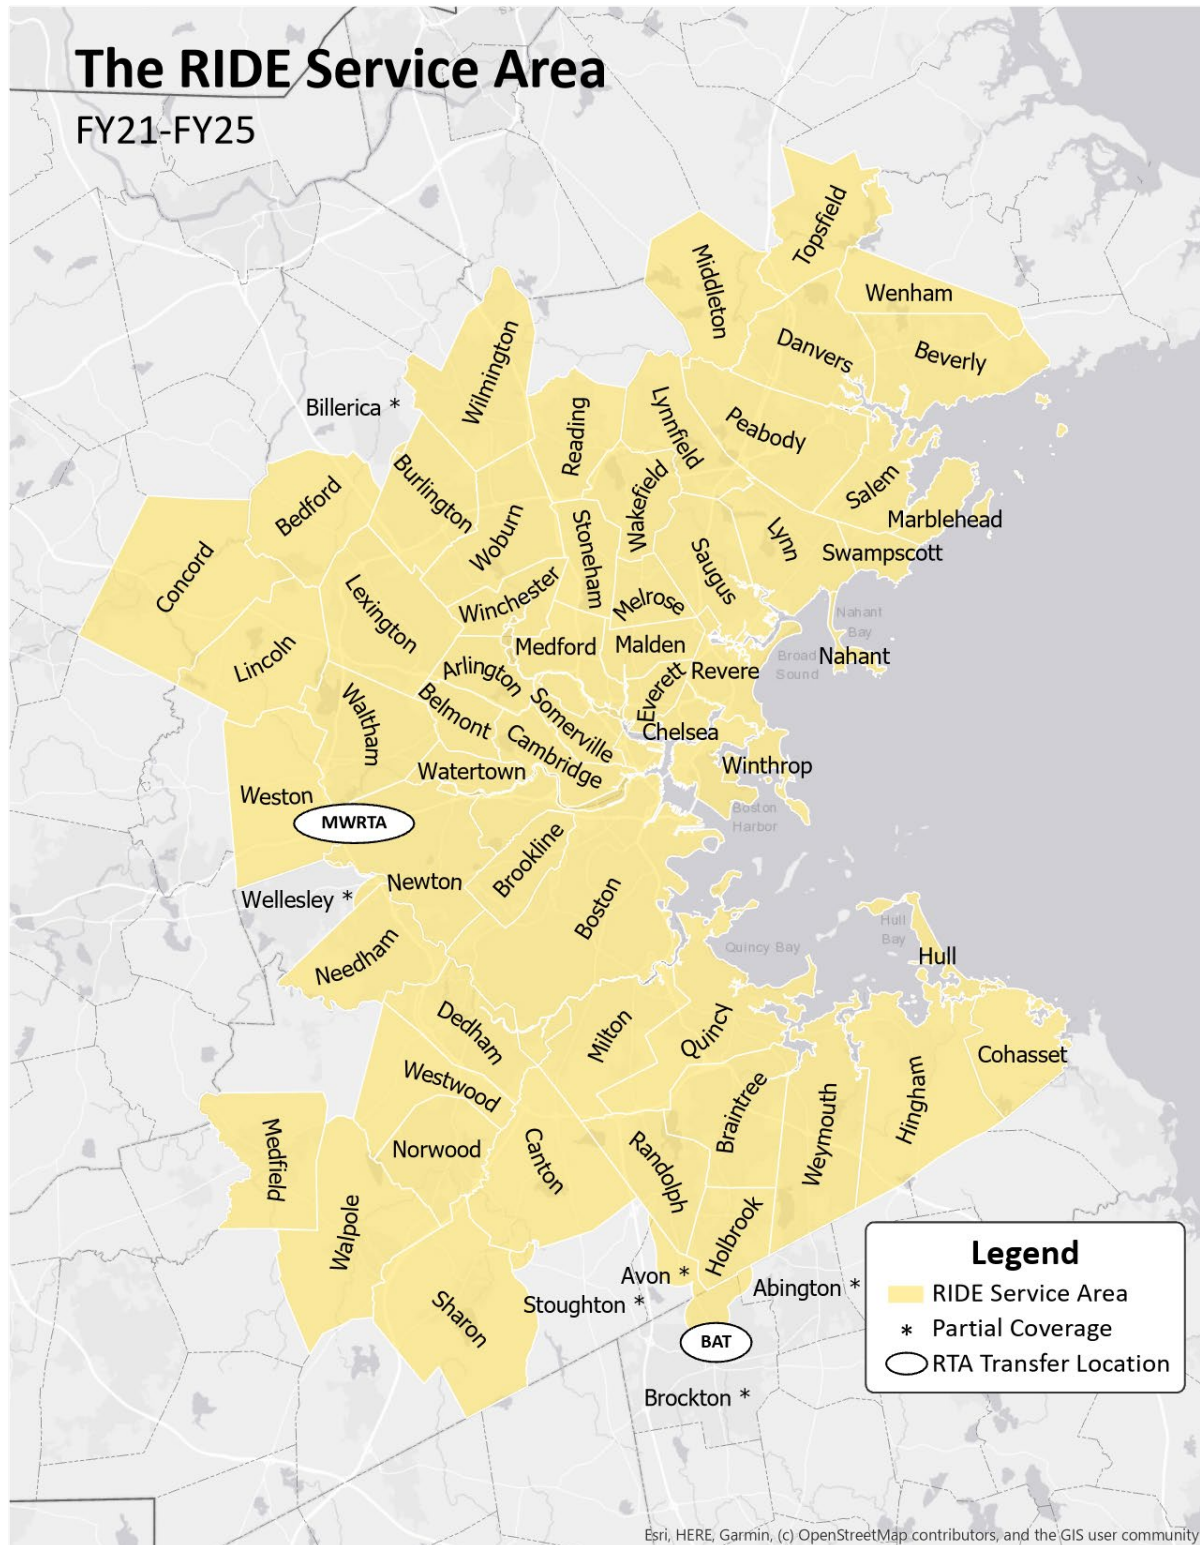 The RIDE Service Area
FY21-FY25
Topsfield
Middleton
Wenham
Danvers
Beverly
Wilmington
Billerica *
Reading
Lynnfield
Peabody
Burlington
Bedford
Salem
Wakefield
Woburn
Marblehead
Stoneham
Lynn
Swampscott
Concord
Saugus
Winchester
Melrose
Lexington
Nahant
Bay
Lincoln
Medford
Malden
Nahant
Broad
Sound
Arlington
Revere
Everett
Belmont
Somerville
Waltham
Chelsea
Cambridge
Winthrop
Watertown
Weston
MWRTA
Boston
Harbor
Brookline
Newton
Wellesley *
Boston
Hull
Bay
Quincy Bay
Hull
Needham
Dedham
Milton
Quincy
Cohasset
Westwood
Hingham
Braintree
Weymouth
Norwood
Medfield
Canton
Randolph
Walpole
Holbrook
Avon *
Abington *
Stoughton *
Sharon
BAT
Brockton *
Legend
RIDE Service Area
* Partial Coverage
RTA Transfer Location
Esri, HERE, Garmin, (c) OpenStreetMap contributors, and the GIS user community